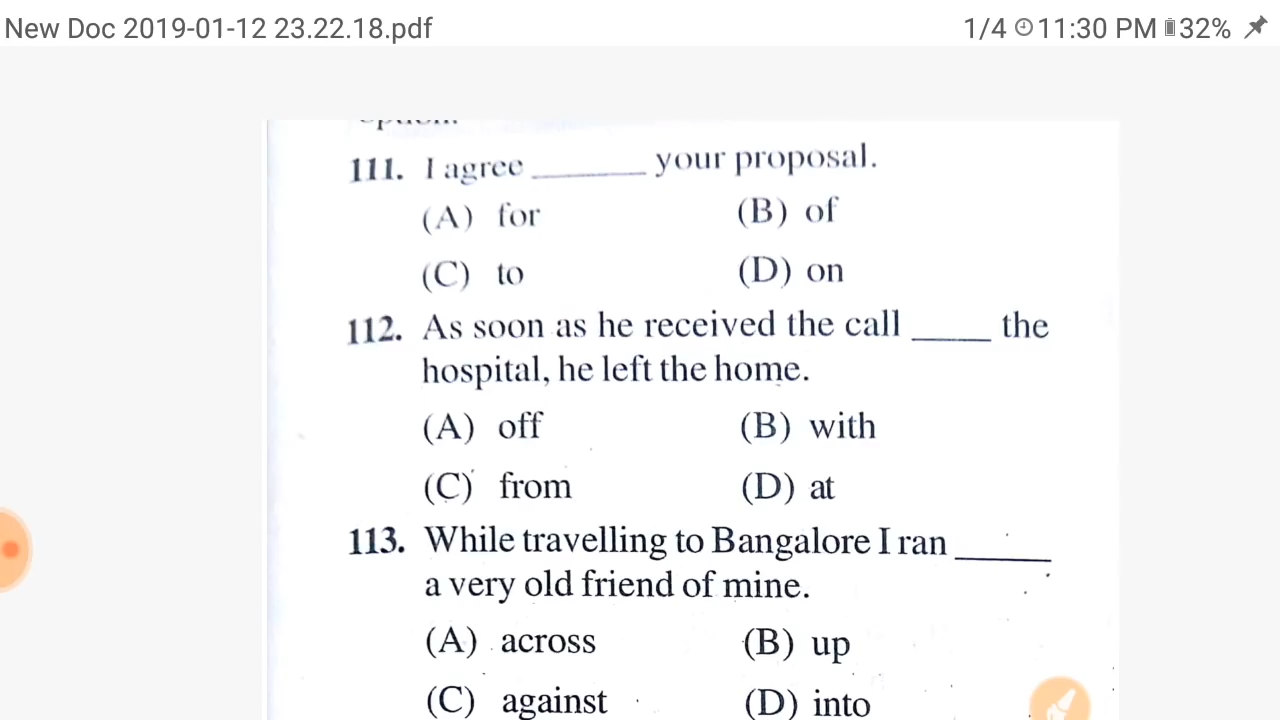 New Doc 2019-01-12 23.22.18.pdf 1/4 11:30 PM 32%
111. I agree ______ your proposal.
(A) for (B) of
(C) to (D) on
112. As soon as he received the call ____ the
hospital, he left the home.
(A) off (B) with
(C) from (D) at
113. While travelling to Bangalore I ran _____
a very old friend of mine.
(A) across (B) up
(C) against (D) into